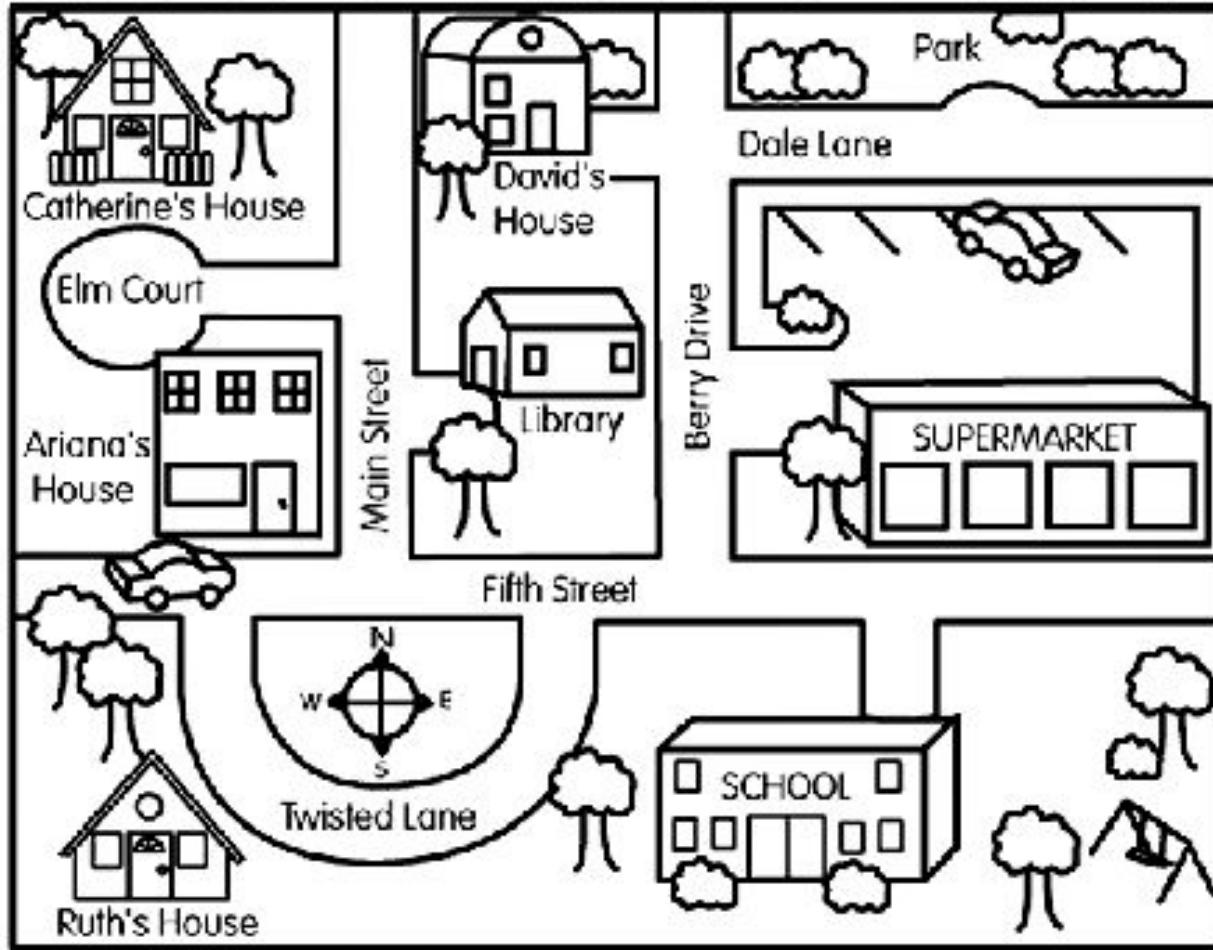 Park
Dale Lane
David's
House
Catherine's House
Elm Court
Main Street
Berry Drive
Library
SUPERMARKET
Ariana's
House
Fifth Street
N
W
E
S
SCHOOL
Twisted Lane
Ruth's House